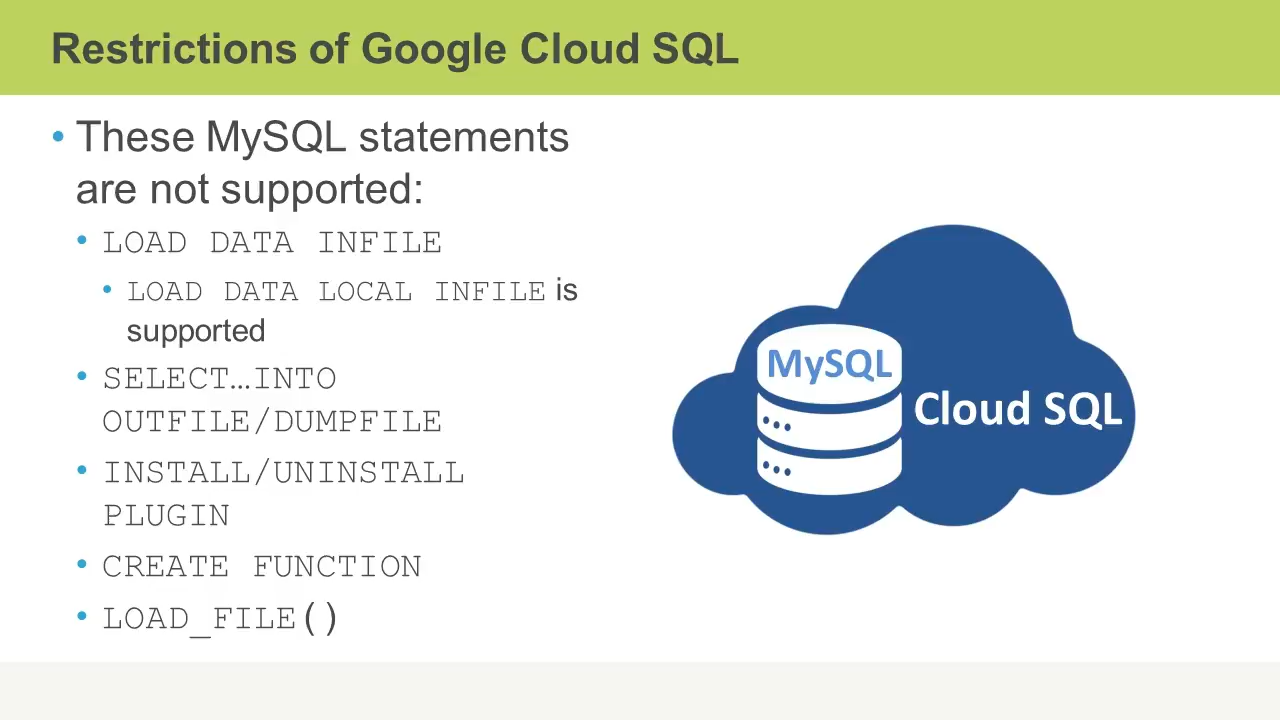 Restrictions of Google Cloud SQL
• These MySQL statements
are not supported:
• LOAD DATA INFILE
• LOAD DATA LOCAL INFILE is
supported
• SELECT…INTO
OUTFILE/DUMPFILE
• INSTALL/UNINSTALL
PLUGIN
• CREATE FUNCTION
• LOAD_FILE()
MySQL
Cloud SQL